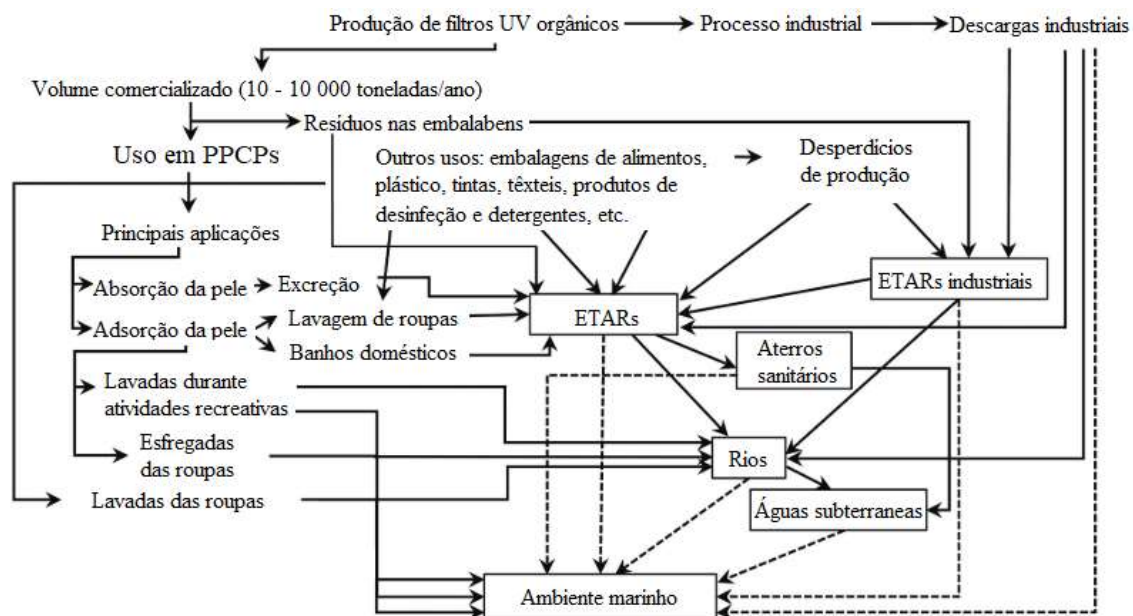 Produção de filtros UV orgânicos
Processo industrial
Descargas industriais
Volume comercializado (10 - 10 000 toneladas/ano)
Resíduos nas embalabens
Uso em PPCPs
Outros usos: embalagens de alimentos,
plástico, tintas, têxteis, produtos de
desinfeção e detergentes, etc.
Desperdícios
de produção
Principais aplicações
Absorção da pele
Excreção
ETARs industriais
Adsorção da pele
Lavagem de roupas
ETARs
Banhos domésticos
Aterros
sanitários
Lavadas durante
atividades recreativas
Esfregadas
das roupas
Rios
Lavadas das roupas
Águas subterraneas
Ambiente marinho